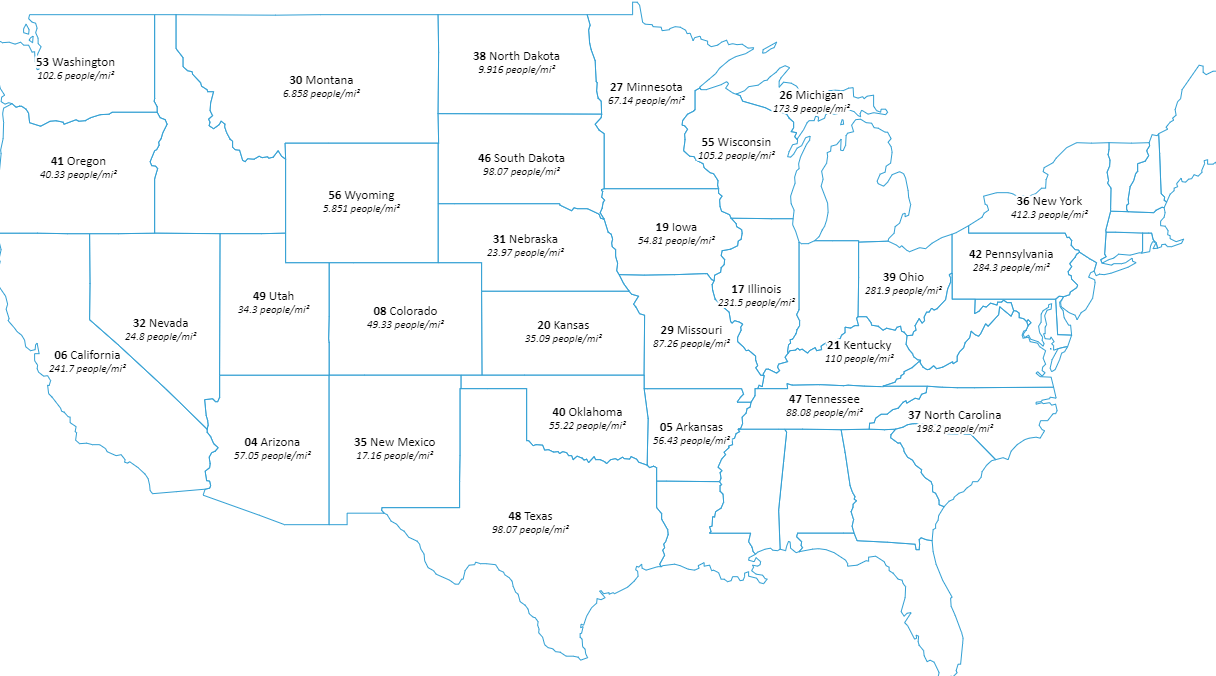 53 Washington
102.6 people/mi²
30 Montana
6.858 people/mi²
38 North Dakota
9.916 people/mi²
27 Minnesota
67.14 people/mi²
26 Michigan
173.9 people/mi²
41 Oregon
40.33 people/mi²
56 Wyoming
5.851 people/mi²
46 South Dakota
98.07 people/mi²
55 Wisconsin
105.2 people/mi²
36 New York
412.3 people/mi²
31 Nebraska
23.97 people/mi²
19 Iowa
54.81 people/mi²
42 Pennsylvania
284.3 people/mi²
39 Ohio
281.9 people/mi²
32 Nevada
24.8 people/mi²
49 Utah
34.3 people/mi²
08 Colorado
49.33 people/mi²
20 Kansas
35.09 people/mi²
29 Missouri
87.26 people/mi²
17 Illinois
231.5 people/mi²
21 Kentucky
110 people/mi²
06 California
241.7 people/mi²
04 Arizona
57.05 people/mi²
35 New Mexico
17.16 people/mi²
40 Oklahoma
55.22 people/mi²
05 Arkansas
56.43 people/mi²
47 Tennessee
88.08 people/mi²
37 North Carolina
198.2 people/mi²
48 Texas
98.07 people/mi²